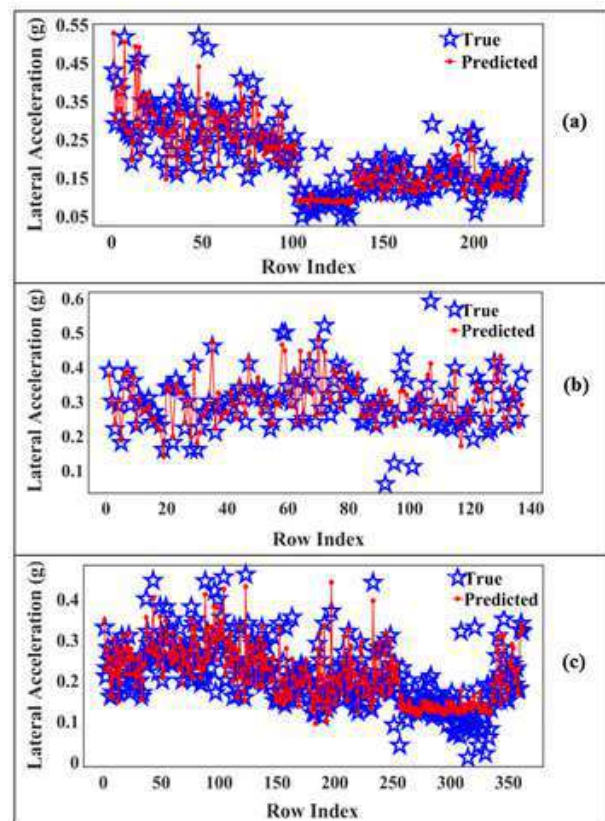 Lateral Acceleration (g)
0.55
0.45
0.35
0.25
0.15
0.05
True
Predicted
(a)
0 50 100 150 200
Row Index
Lateral Acceleration (g)
0.6
0.5
0.4
0.3
0.2
0.1
True
Predicted
(b)
0 20 40 60 80 100 120 140
Row Index
Lateral Acceleration (g)
0.4
0.3
0.2
0.1
0
True
Predicted
(c)
0 50 100 150 200 250 300 350
Row Index